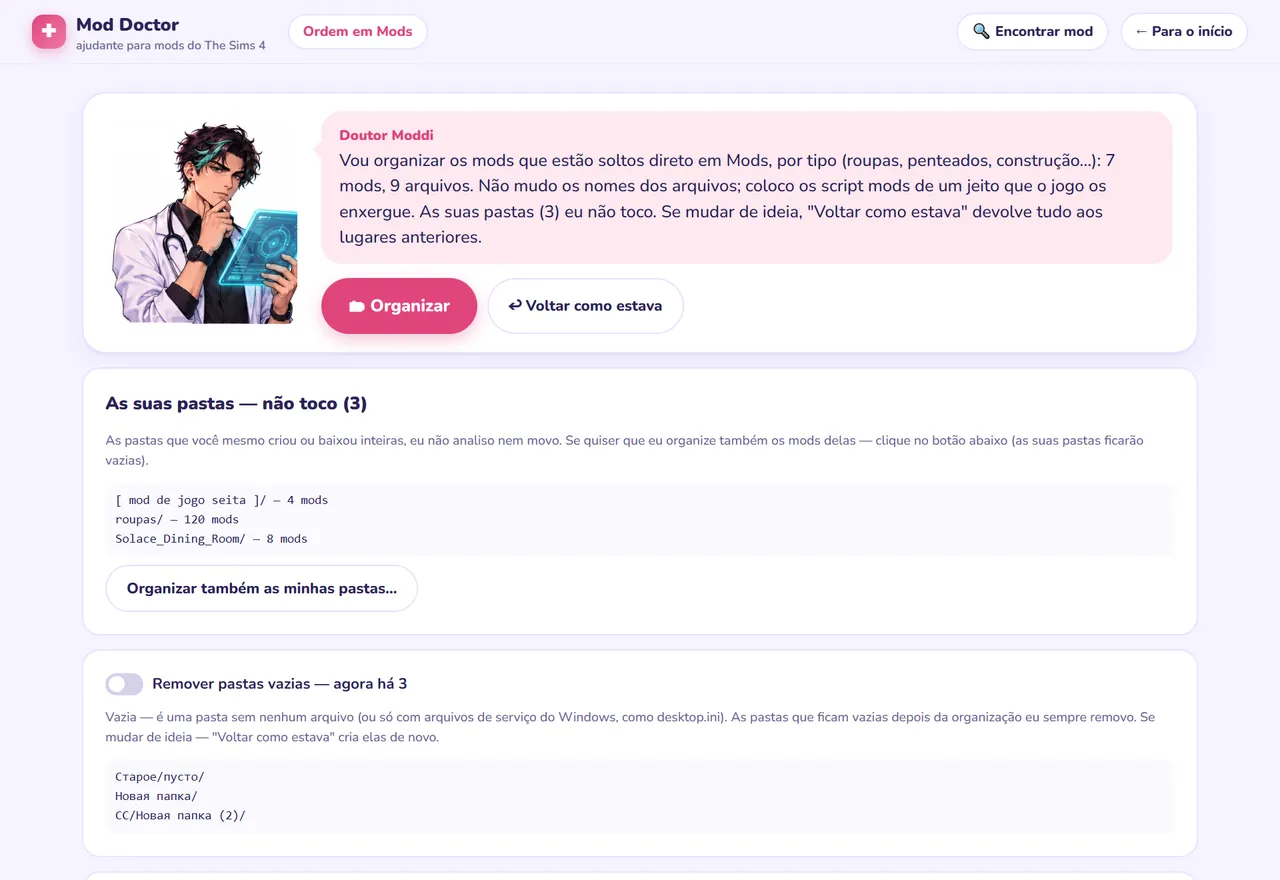 Mod Doctor
ajudante para mods do The Sims 4
Ordem em Mods
Encontrar mod
← Para o início
Doutor Moddi
Vou organizar os mods que estão soltos direto em Mods, por tipo (roupas, penteados, construção...): 7
mods, 9 arquivos. Não mudo os nomes dos arquivos; coloco os script mods de um jeito que o jogo os
enxergue. As suas pastas (3) eu não toco. Se mudar de ideia, "Voltar como estava" devolve tudo aos
lugares anteriores.
Organizar
↩ Voltar como estava
As suas pastas — não toco (3)
As pastas que você mesmo criou ou baixou inteiras, eu não analiso nem movo. Se quiser que eu organize também os mods delas — clique no botão abaixo (as suas pastas ficarão
vazias).
[ mod de jogo seita ]/ — 4 mods
roupas/ — 120 mods
Solace_Dining_Room/ — 8 mods
Organizar também as minhas pastas...
Remover pastas vazias — agora há 3
Vazia — é uma pasta sem nenhum arquivo (ou só com arquivos de serviço do Windows, como desktop.ini). As pastas que ficam vazias depois da organização eu sempre removo. Se
mudar de ideia — "Voltar como estava" cria elas de novo.
Старое/пусто/
Новая папка/
CC/Новая папка (2)/